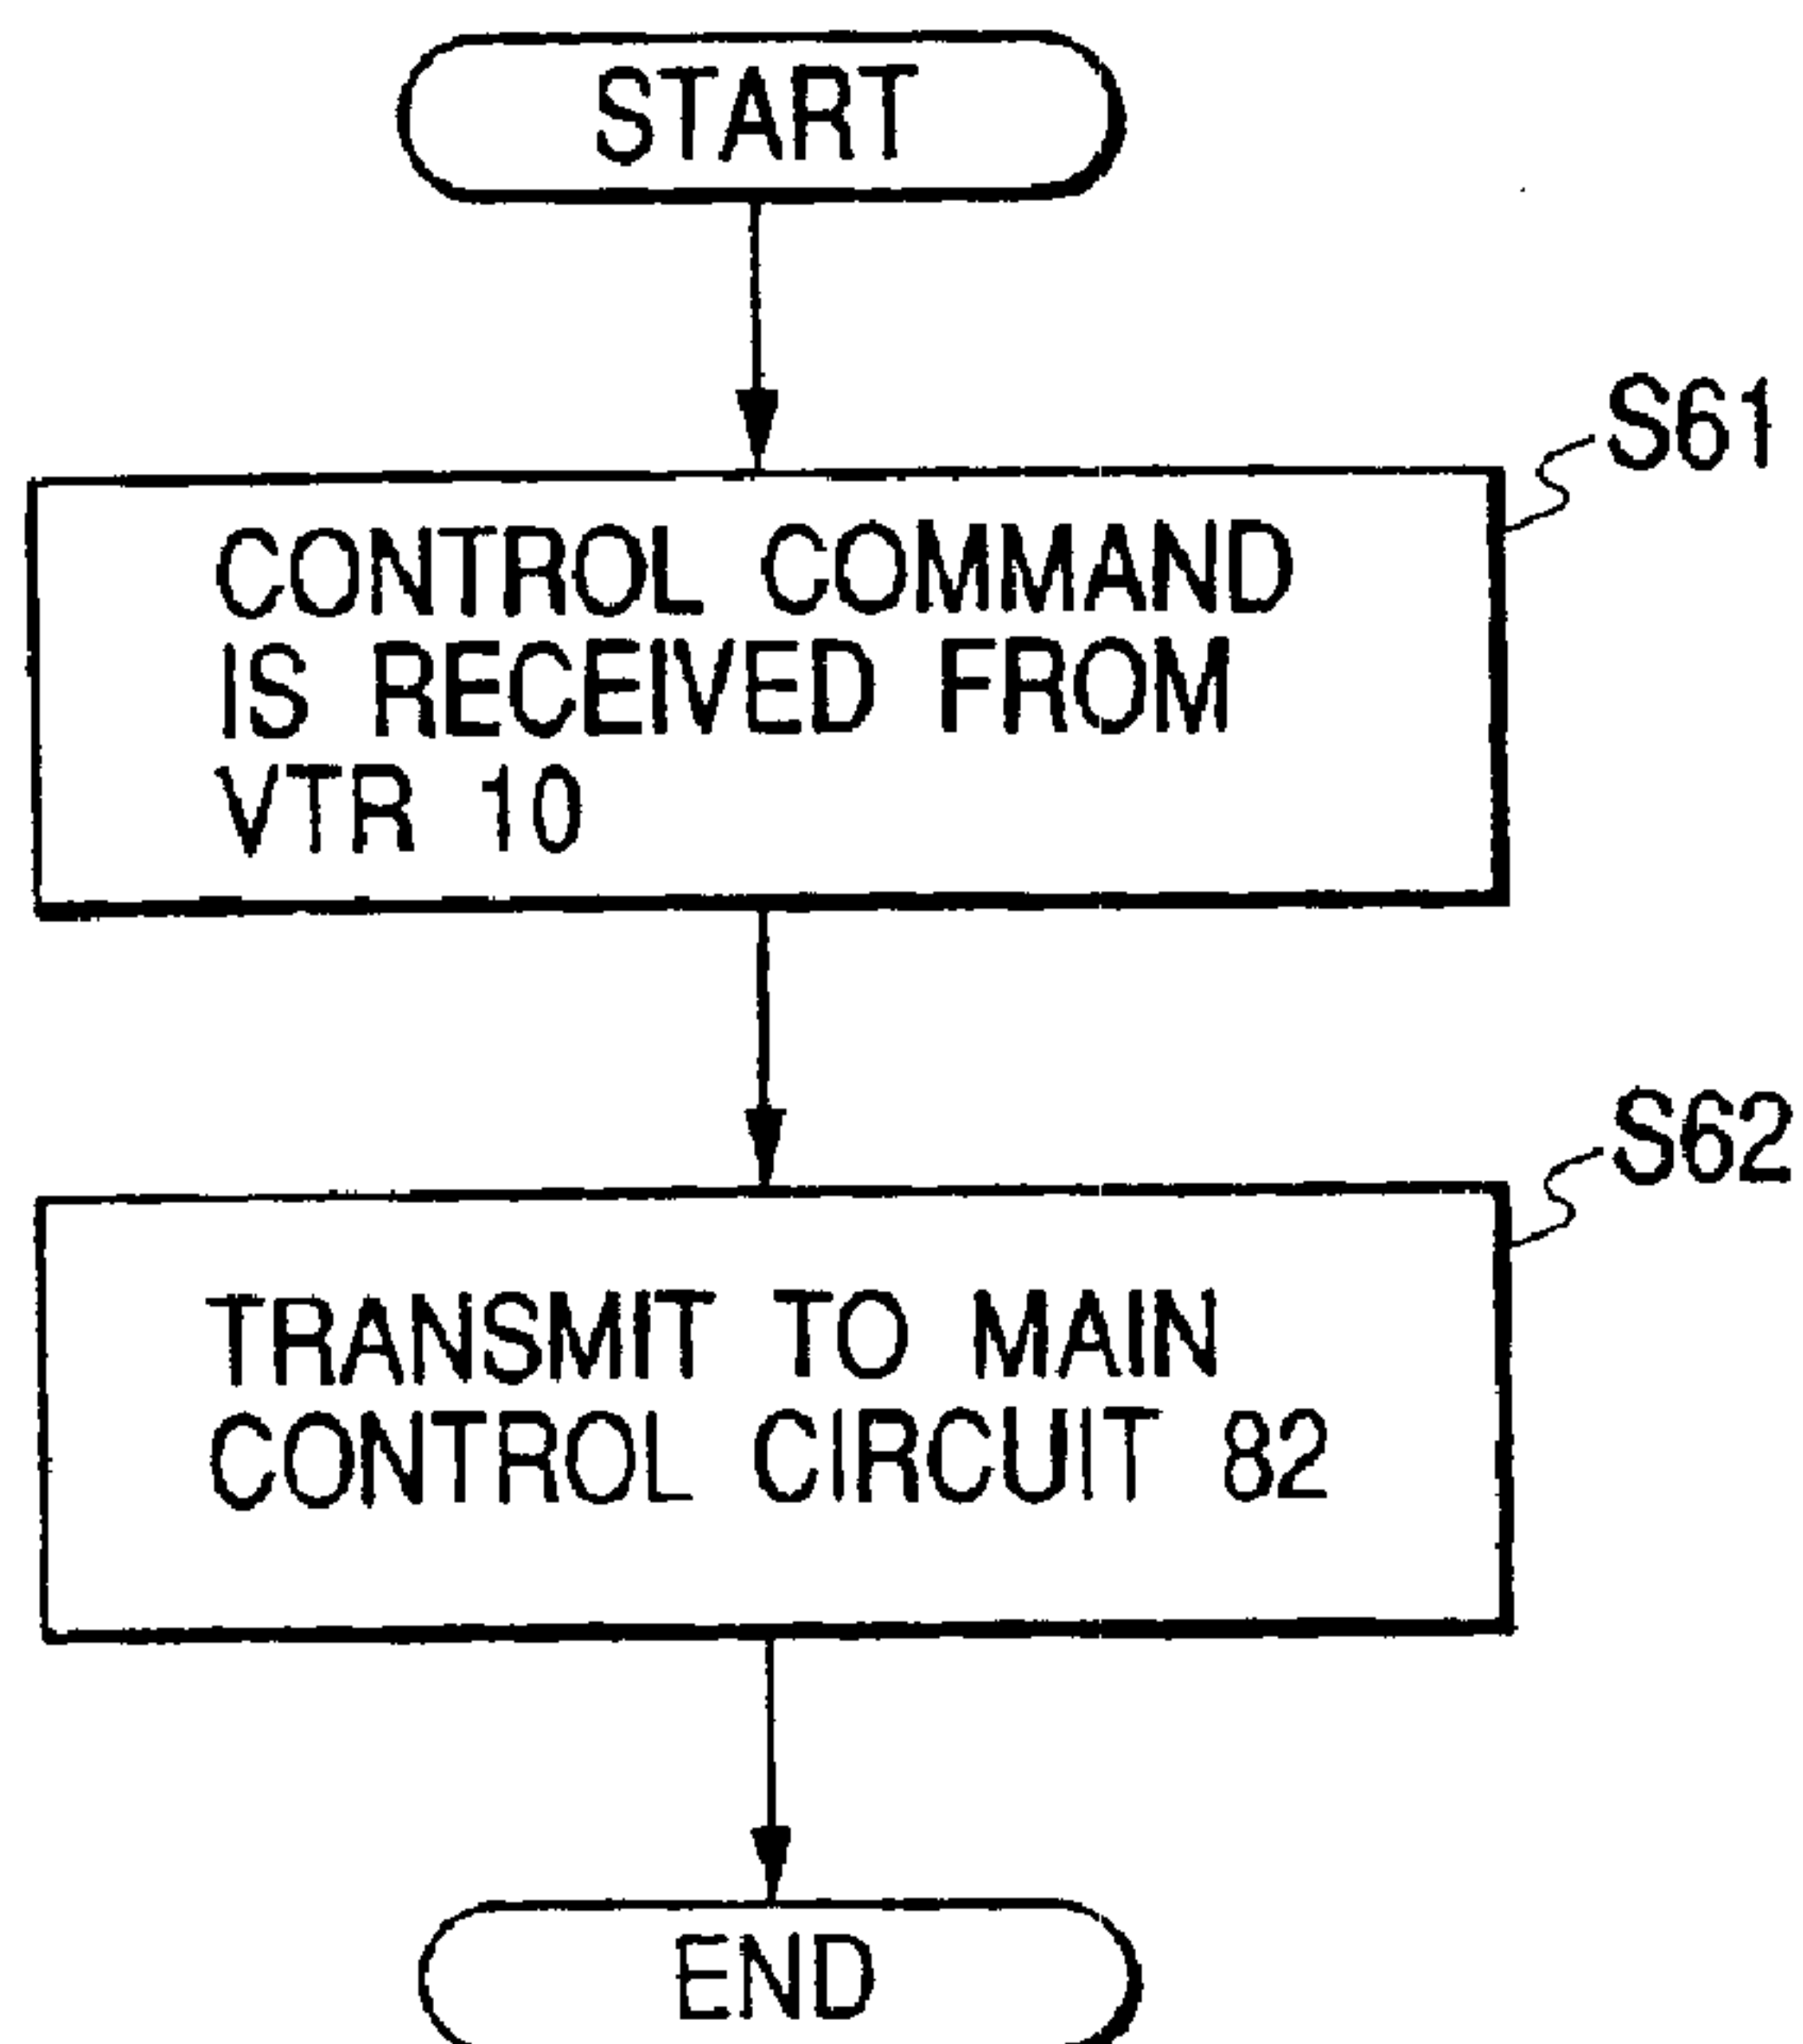 START
S61
CONTROL COMMAND
IS RECEIVED FROM
VTR 10
S62
TRANSMIT TO MAIN
CONTROL CIRCUIT 82
END